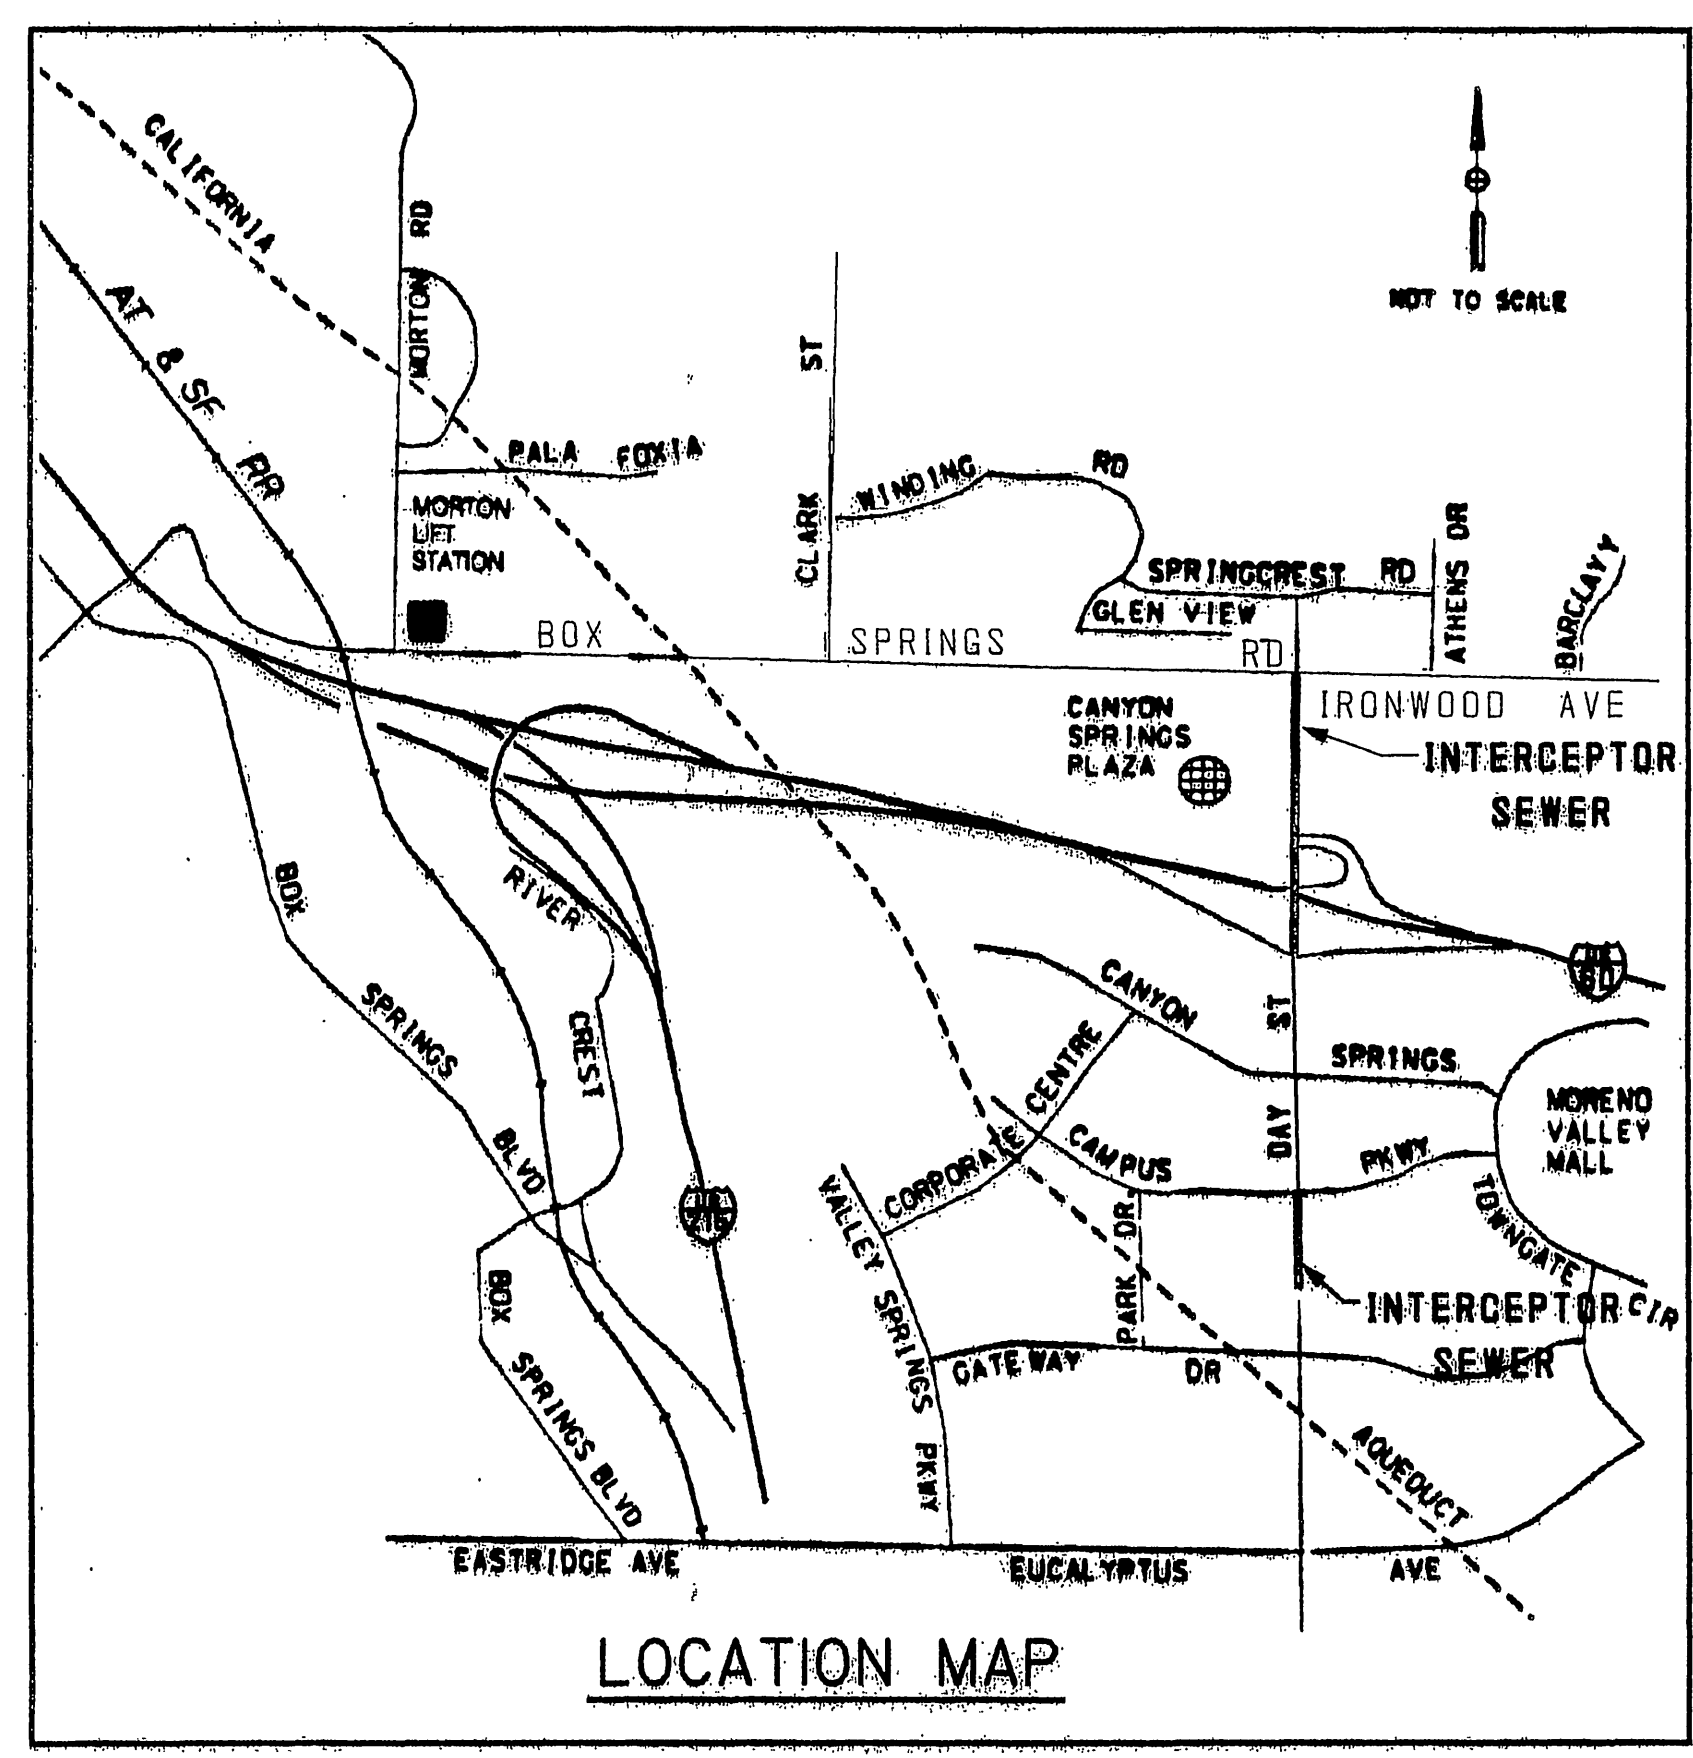 CALIFORNIA
AT & SF RR
MORTON RD
NOT TO SCALE
CLARK ST
PALA FOXIA
WINDING RD
MORTON
LIFT
STATION
SPRINGCREST RD
GLEN VIEW
ATHENS DR
BARCLAY
BOX SPRINGS RD
IRONWOOD AVE
CANYON
SPRINGS
PLAZA
INTERCEPTOR
SEWER
RIVER CREST
BOX SPRINGS BLVD
60
CANYON SPRINGS
DAY ST
CORPORATE CENTRE
CAMPUS PKWY
MORENO
VALLEY
MALL
TOWNGATE CIR
215
VALLEY SPRINGS PKWY
PARK DR.
INTERCEPTOR
SEWER
BOX SPRINGS BLVD
GATEWAY DR
AQUEDUCT
EASTRIDGE AVE
EUCALYPTUS AVE
LOCATION MAP